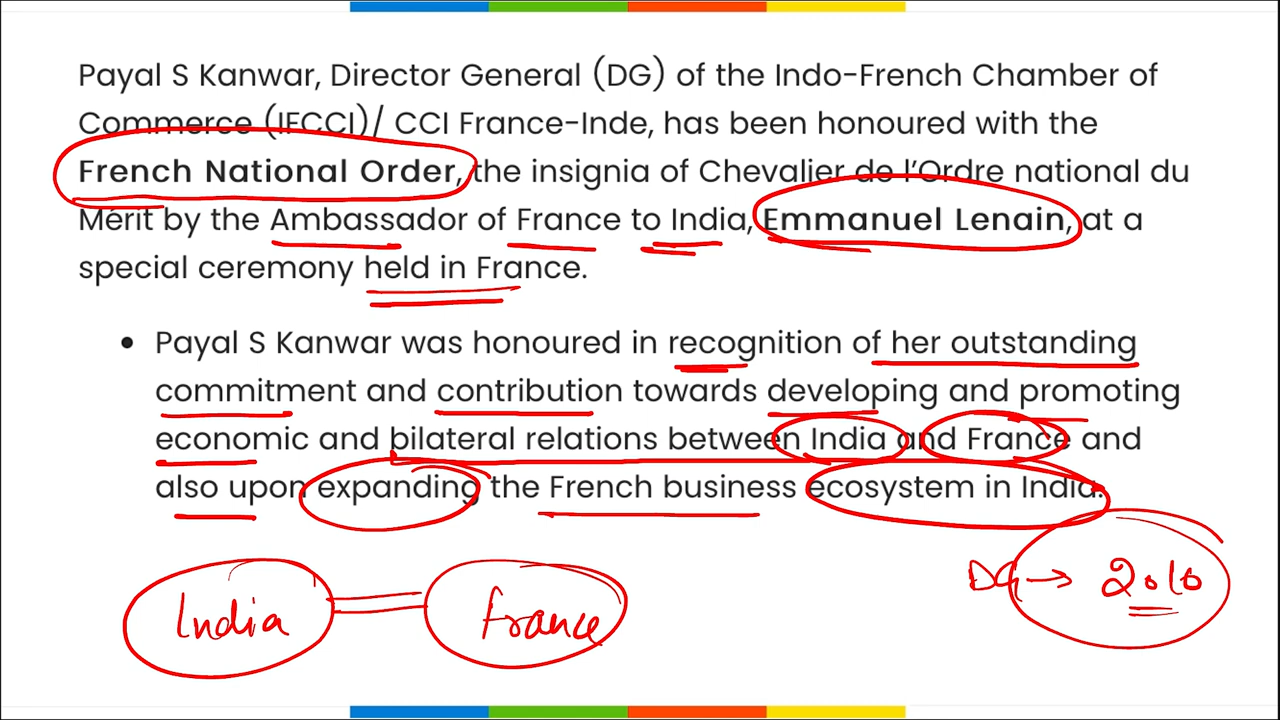 Payal S Kanwar, Director General (DG) of the Indo-French Chamber of
Commerce (IFCCI)/ CCI France-Inde, has been honoured with the
French National Order, the insignia of Chevalier de l’Ordre national du
Mérit by the Ambassador of France to India, Emmanuel Lenain, at a
special ceremony held in France.
• Payal S Kanwar was honoured in recognition of her outstanding
commitment and contribution towards developing and promoting
economic and bilateral relations between India and France and
also upon expanding the French business ecosystem in India.
DG → 2010
India France